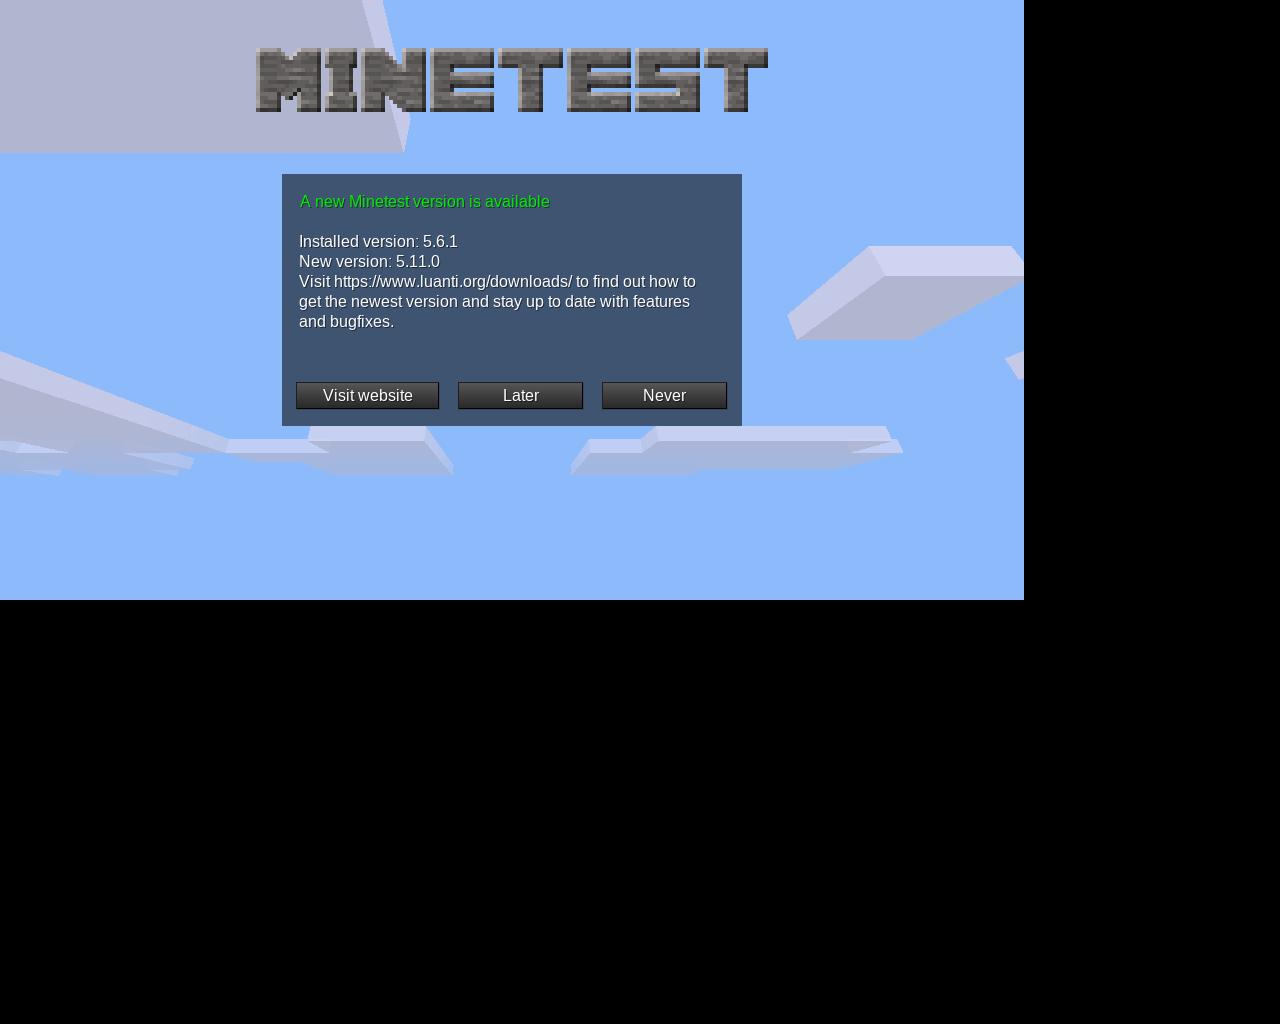 MINETEST
A new Minetest version is available
Installed version: 5.6.1
New version: 5.11.0
Visit https://www.luanti.org/downloads/ to find out how to
get the newest version and stay up to date with features
and bugfixes.
Visit website
Later
Never